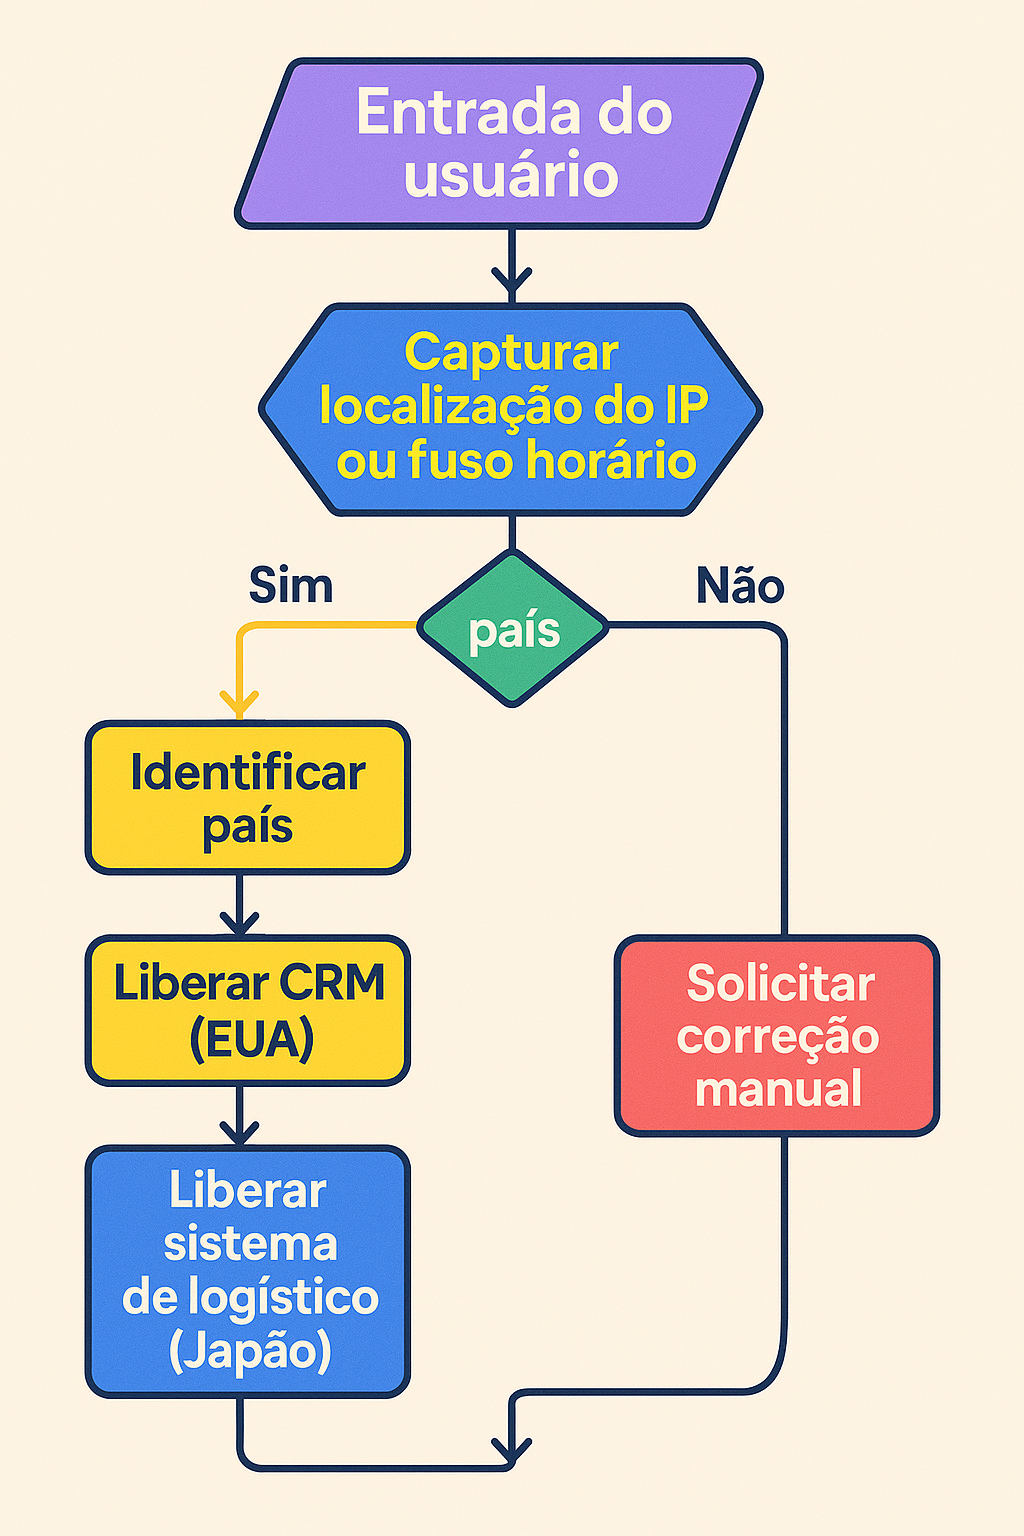 Entrada do
usuário
Capturar
localização do IP
ou fuso horário
Sim
Não
país
Identificar
país
Liberar CRM
(EUA)
Solicitar
correção
manual
Liberar
sistema
de logístico
(Japão)